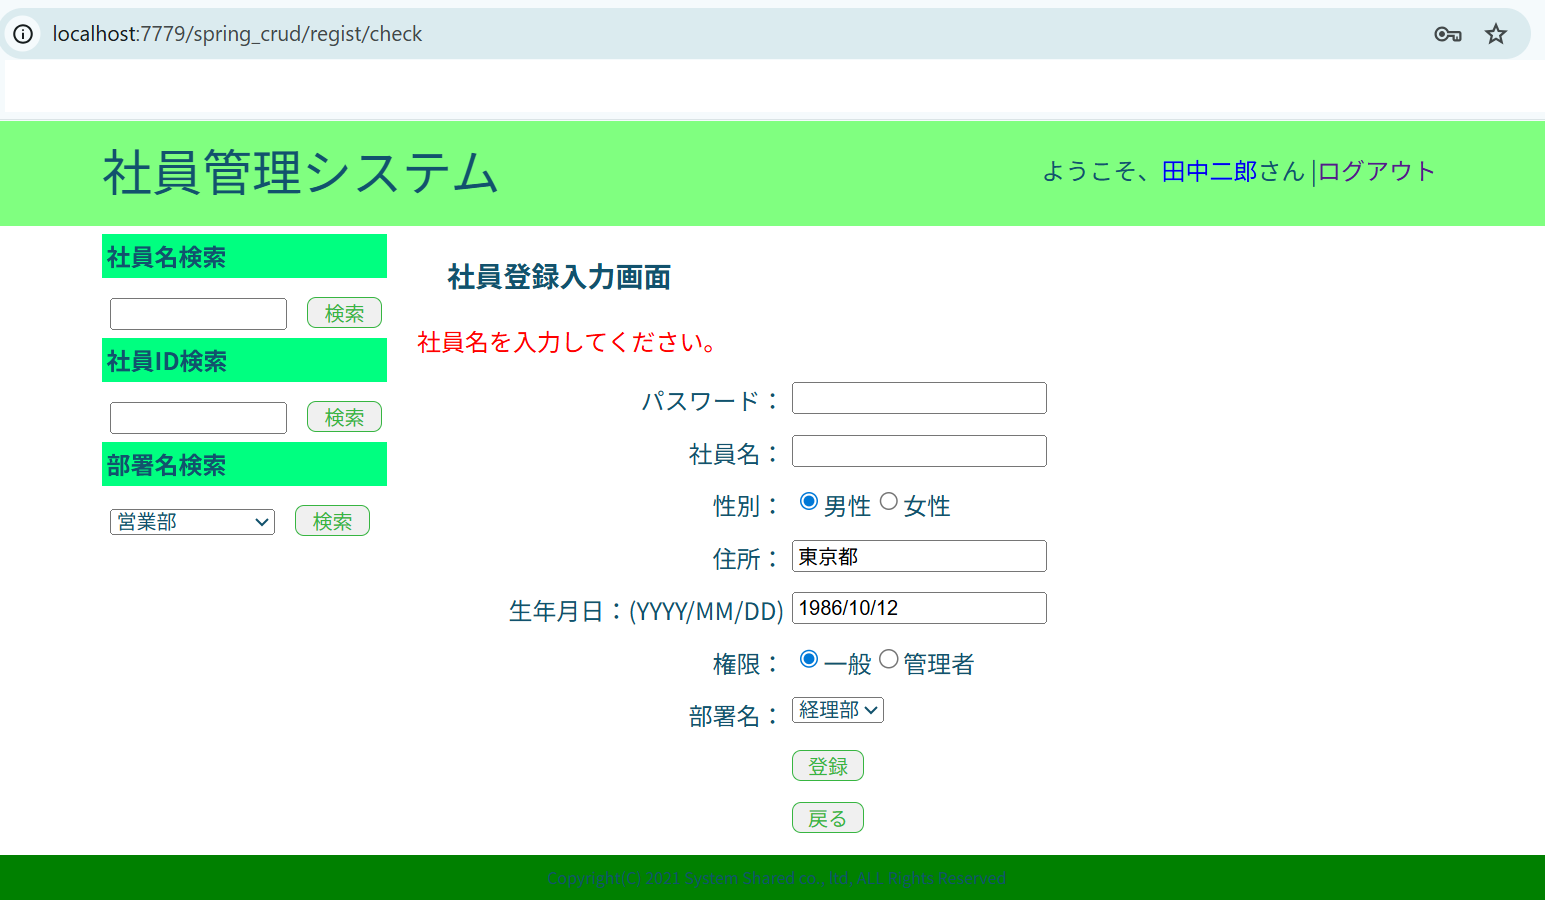 localhost:7779/spring_crud/regist/check
社員管理システム
ようこそ、田中二郎さん |ログアウト
社員名検索
検索
社員ID検索
検索
部署名検索
営業部 検索
社員登録入力画面
社員名を入力してください。
パスワード：
社員名：
性別： 男性 女性
住所： 東京都
生年月日：(YYYY/MM/DD) 1986/10/12
権限： 一般 管理者
部署名： 経理部
登録
戻る
Copyright(C) 2021 System Shared co., ltd, ALL Rights Reserved